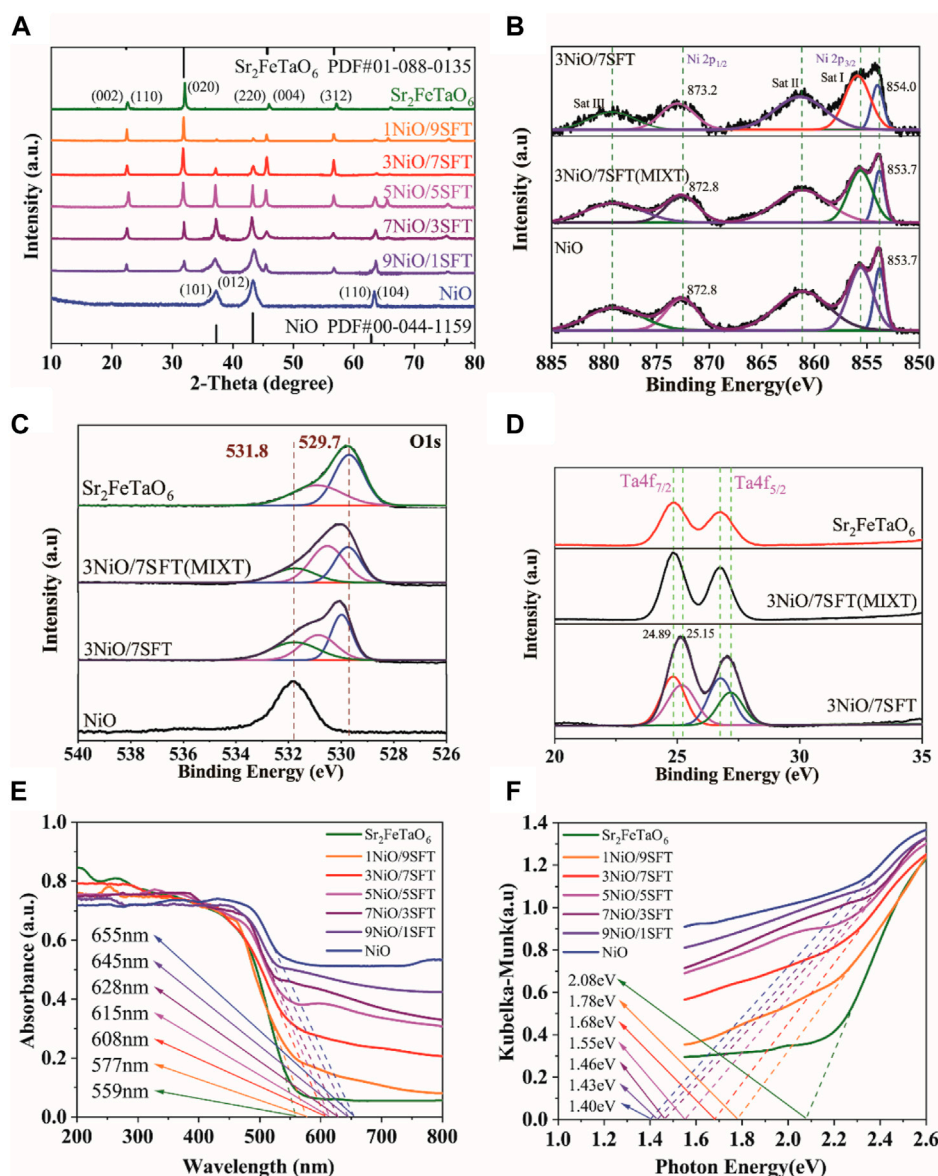 A
Sr2FeTaO6 PDF#01-088-0135
(002) (110) (020) (220) (004) (312) Sr2FeTaO6
1NiO/9SFT
3NiO/7SFT
5NiO/5SFT
7NiO/3SFT
9NiO/1SFT
(101) (012) (110) (104) NiO
NiO PDF#00-044-1159
10 20 30 40 50 60 70 80
2-Theta (degree)
Intensity (a.u.)
B
3NiO/7SFT Ni 2p1/2 Ni 2p3/2
Sat III 873.2 Sat II Sat I 854.0
3NiO/7SFT(MIXT) 872.8 853.7
NiO 872.8 853.7
885 880 875 870 865 860 855 850
Binding Energy(eV)
Intensity (a.u.)
C
O1s
531.8 529.7
Sr2FeTaO6
3NiO/7SFT(MIXT)
3NiO/7SFT
NiO
540 538 536 534 532 530 528 526
Binding Energy (eV)
Intensity (a.u)
D
Ta4f7/2 Ta4f5/2
Sr2FeTaO6
3NiO/7SFT(MIXT)
24.89 25.15
3NiO/7SFT
20 25 30 35
Binding Energy (eV)
Intensity (a.u)
E
1.0
0.8
0.6
0.4
0.2
0.0
Sr2FeTaO6
1NiO/9SFT
3NiO/7SFT
5NiO/5SFT
7NiO/3SFT
9NiO/1SFT
NiO
655nm
645nm
628nm
615nm
608nm
577nm
559nm
200 300 400 500 600 700 800
Wavelength (nm)
Absorbance (a.u.)
F
1.4
1.2
1.0
0.8
0.6
0.4
0.2
0.0
Sr2FeTaO6
1NiO/9SFT
3NiO/7SFT
5NiO/5SFT
7NiO/3SFT
9NiO/1SFT
NiO
2.08eV
1.78eV
1.68eV
1.55eV
1.46eV
1.43eV
1.40eV
1.0 1.2 1.4 1.6 1.8 2.0 2.2 2.4 2.6
Photon Energy(eV)
Kubelka-Munk(a.u)